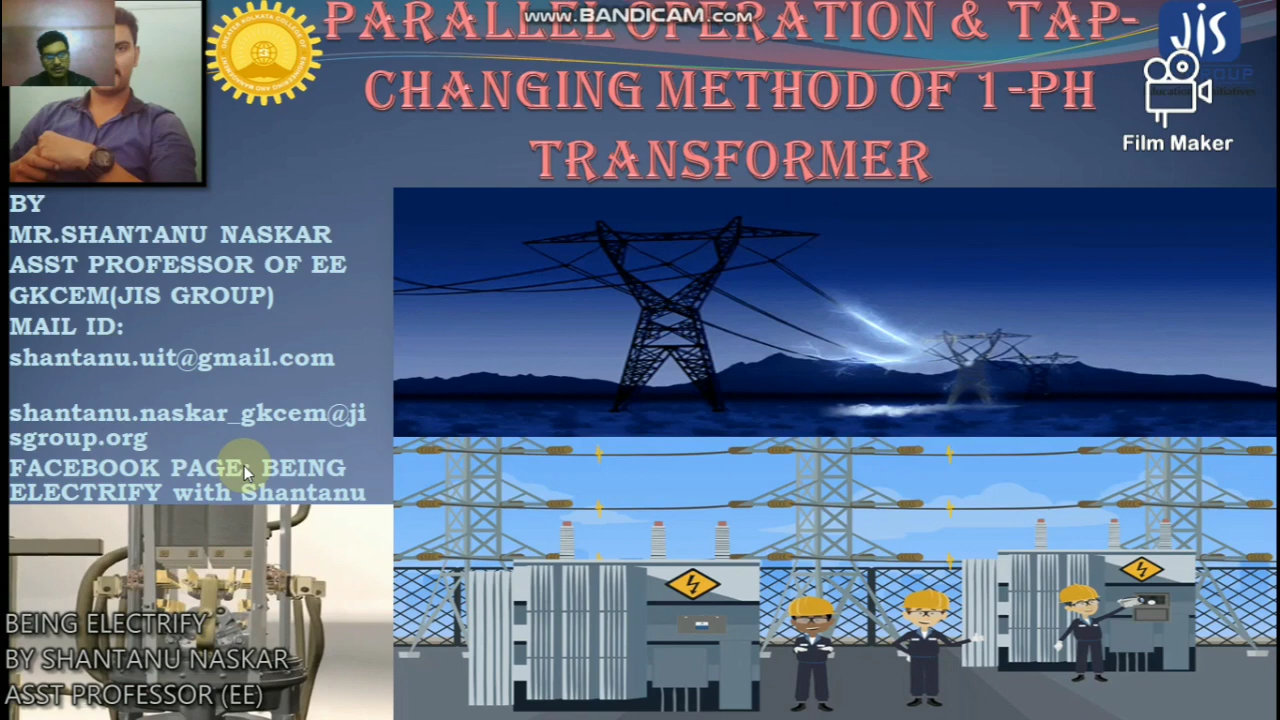 www.BANDICAM.com
PARALLEL OPERATION & TAP-
CHANGING METHOD OF 1-PH
TRANSFORMER
JiS
Film Maker
BY
MR.SHANTANU NASKAR
ASST PROFESSOR OF EE
GKCEM(JIS GROUP)
MAIL ID:
shantanu.uit@gmail.com
shantanu.naskar_gkcem@ji
sgroup.org
FACEBOOK PAGE: BEING
ELECTRIFY with Shantanu
BEING ELECTRIFY
BY SHANTANU NASKAR
ASST PROFESSOR (EE)